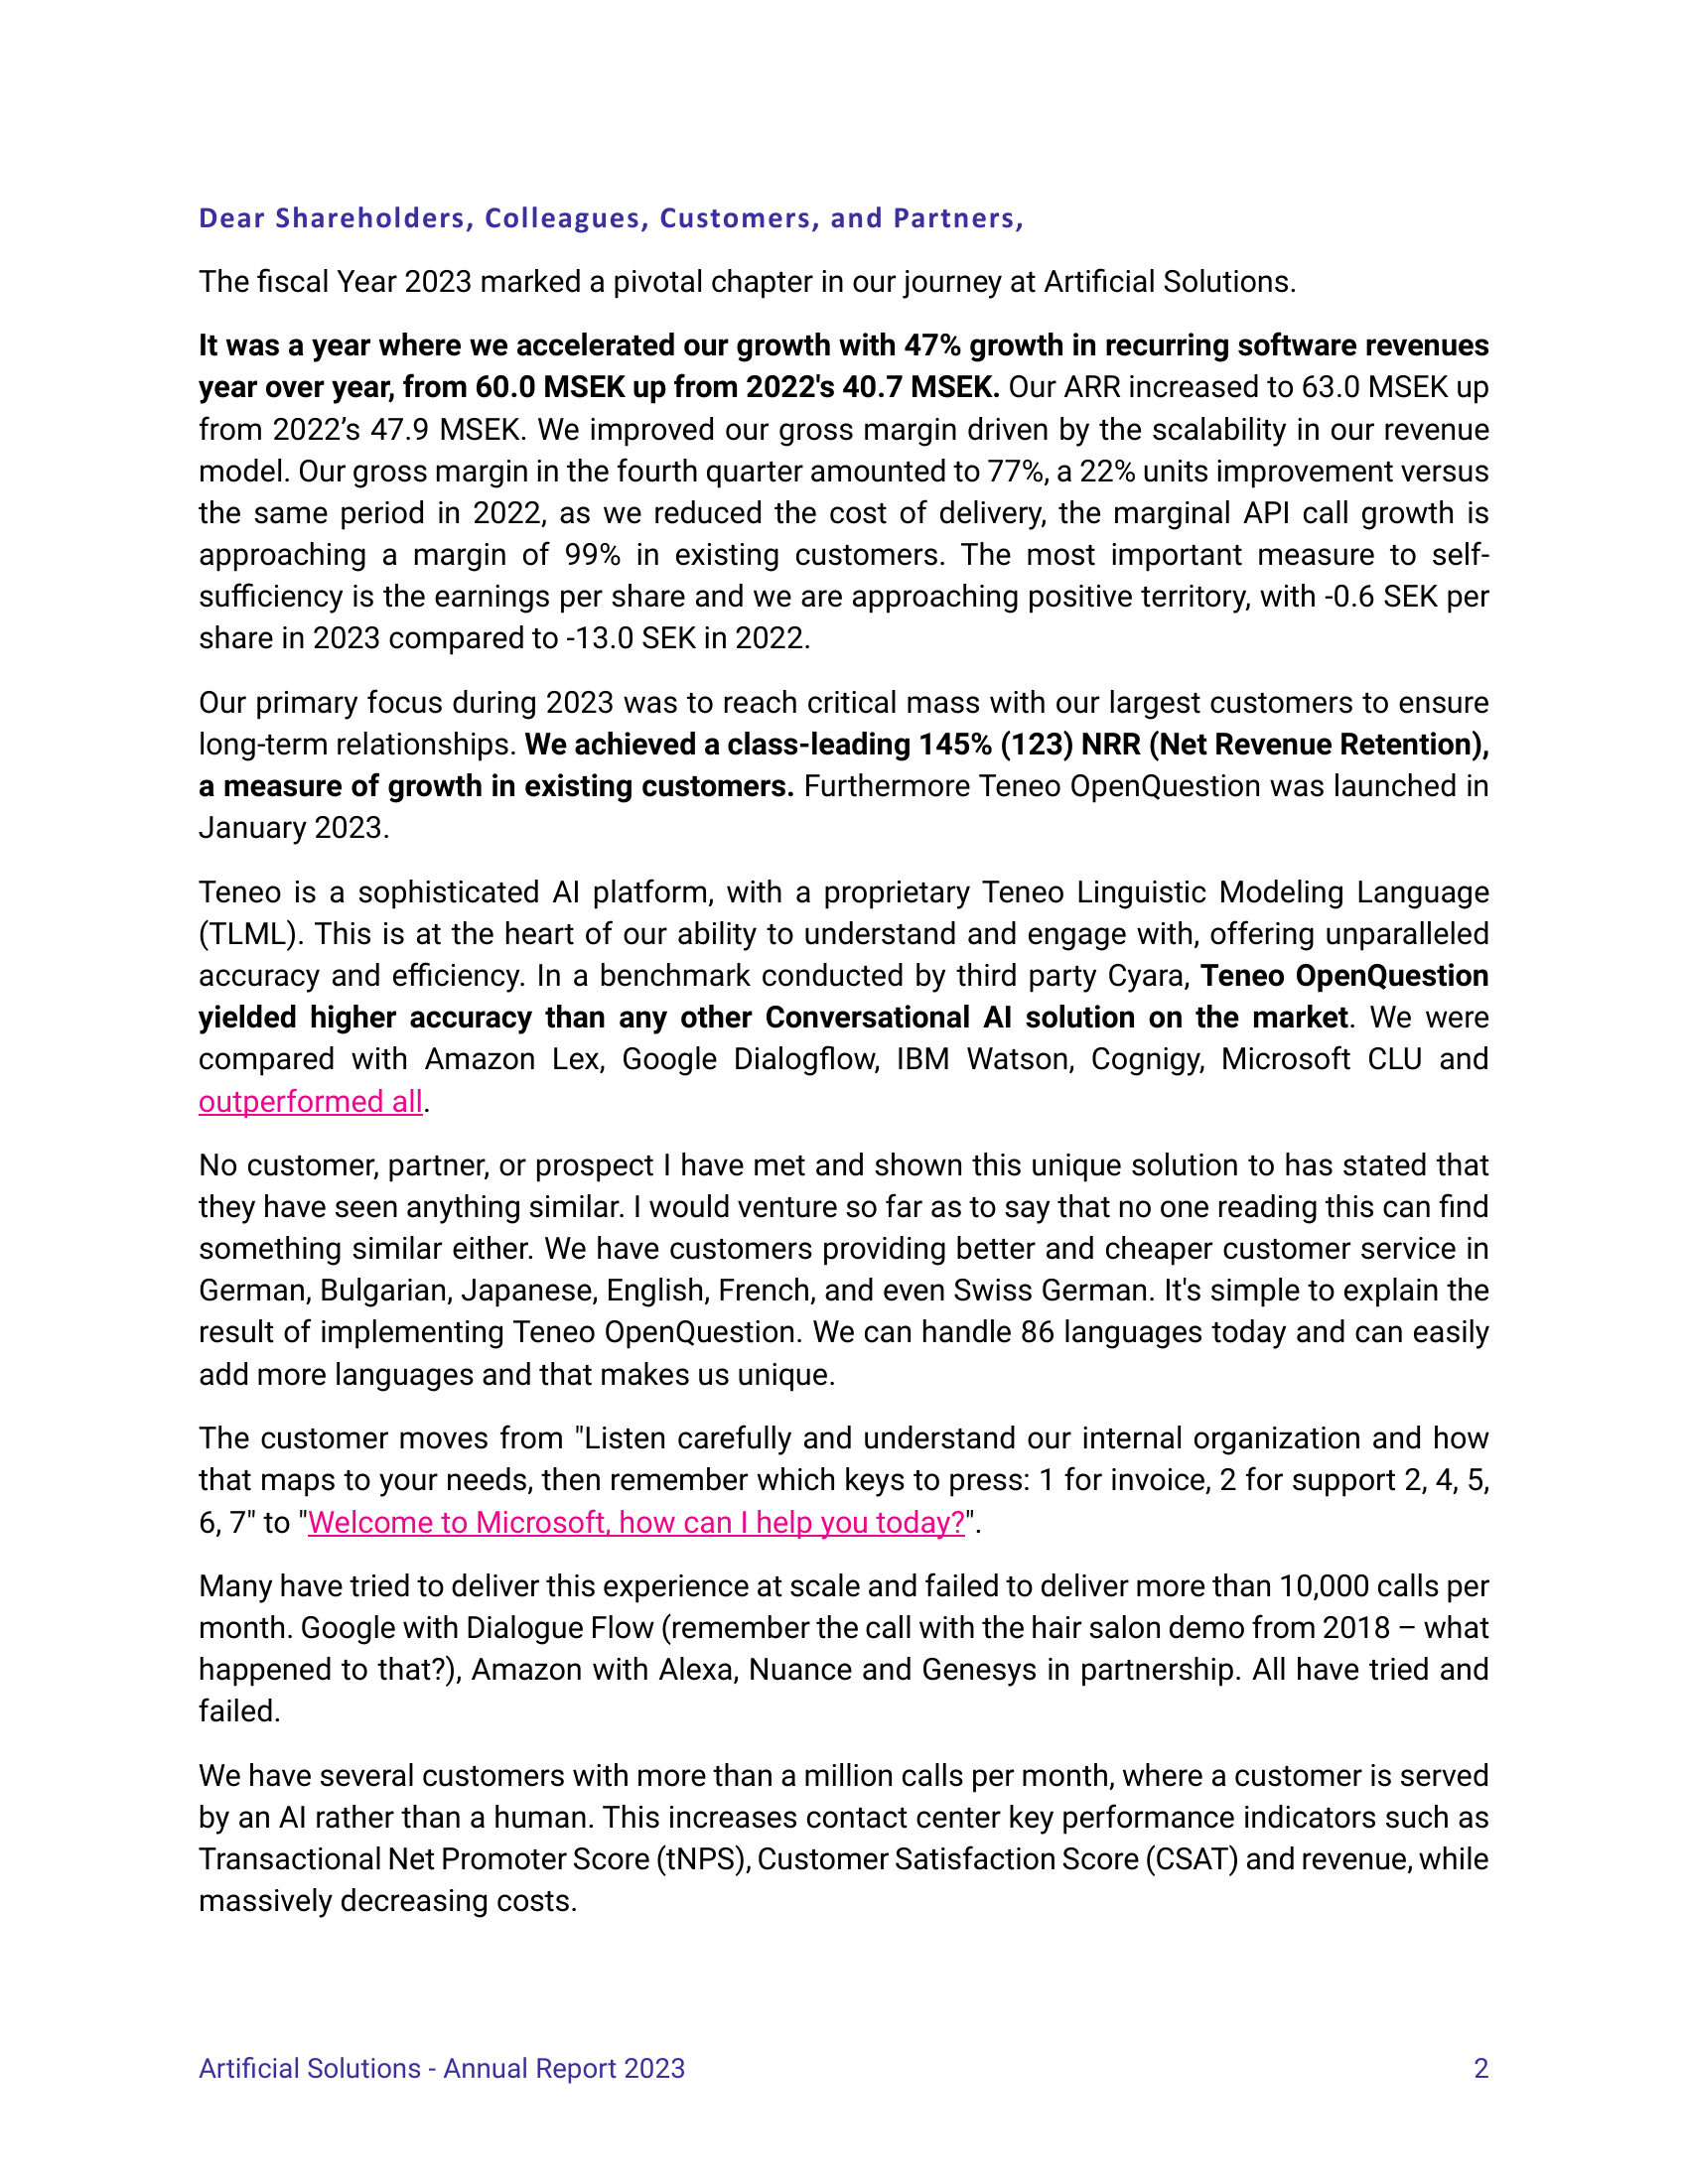 Dear Shareholders, Colleagues, Customers, and Partners,
The fiscal Year 2023 marked a pivotal chapter in our journey at Artificial Solutions.
It was a year where we accelerated our growth with 47% growth in recurring software revenues
year over year, from 60.0 MSEK up from 2022's 40.7 MSEK. Our ARR increased to 63.0 MSEK up
from 2022’s 47.9 MSEK. We improved our gross margin driven by the scalability in our revenue
model. Our gross margin in the fourth quarter amounted to 77%, a 22% units improvement versus
the same period in 2022, as we reduced the cost of delivery, the marginal API call growth is
approaching a margin of 99% in existing customers. The most important measure to self-
sufficiency is the earnings per share and we are approaching positive territory, with -0.6 SEK per
share in 2023 compared to -13.0 SEK in 2022.
Our primary focus during 2023 was to reach critical mass with our largest customers to ensure
long-term relationships. We achieved a class-leading 145% (123) NRR (Net Revenue Retention),
a measure of growth in existing customers. Furthermore Teneo OpenQuestion was launched in
January 2023.
Teneo is a sophisticated AI platform, with a proprietary Teneo Linguistic Modeling Language
(TLML). This is at the heart of our ability to understand and engage with, offering unparalleled
accuracy and efficiency. In a benchmark conducted by third party Cyara, Teneo OpenQuestion
yielded higher accuracy than any other Conversational AI solution on the market. We were
compared with Amazon Lex, Google Dialogflow, IBM Watson, Cognigy, Microsoft CLU and
outperformed all.
No customer, partner, or prospect I have met and shown this unique solution to has stated that
they have seen anything similar. I would venture so far as to say that no one reading this can find
something similar either. We have customers providing better and cheaper customer service in
German, Bulgarian, Japanese, English, French, and even Swiss German. It's simple to explain the
result of implementing Teneo OpenQuestion. We can handle 86 languages today and can easily
add more languages and that makes us unique.
The customer moves from "Listen carefully and understand our internal organization and how
that maps to your needs, then remember which keys to press: 1 for invoice, 2 for support 2, 4, 5,
6, 7" to "Welcome to Microsoft, how can I help you today?".
Many have tried to deliver this experience at scale and failed to deliver more than 10,000 calls per
month. Google with Dialogue Flow (remember the call with the hair salon demo from 2018 – what
happened to that?), Amazon with Alexa, Nuance and Genesys in partnership. All have tried and
failed.
We have several customers with more than a million calls per month, where a customer is served
by an AI rather than a human. This increases contact center key performance indicators such as
Transactional Net Promoter Score (tNPS), Customer Satisfaction Score (CSAT) and revenue, while
massively decreasing costs.
Artificial Solutions - Annual Report 2023 2